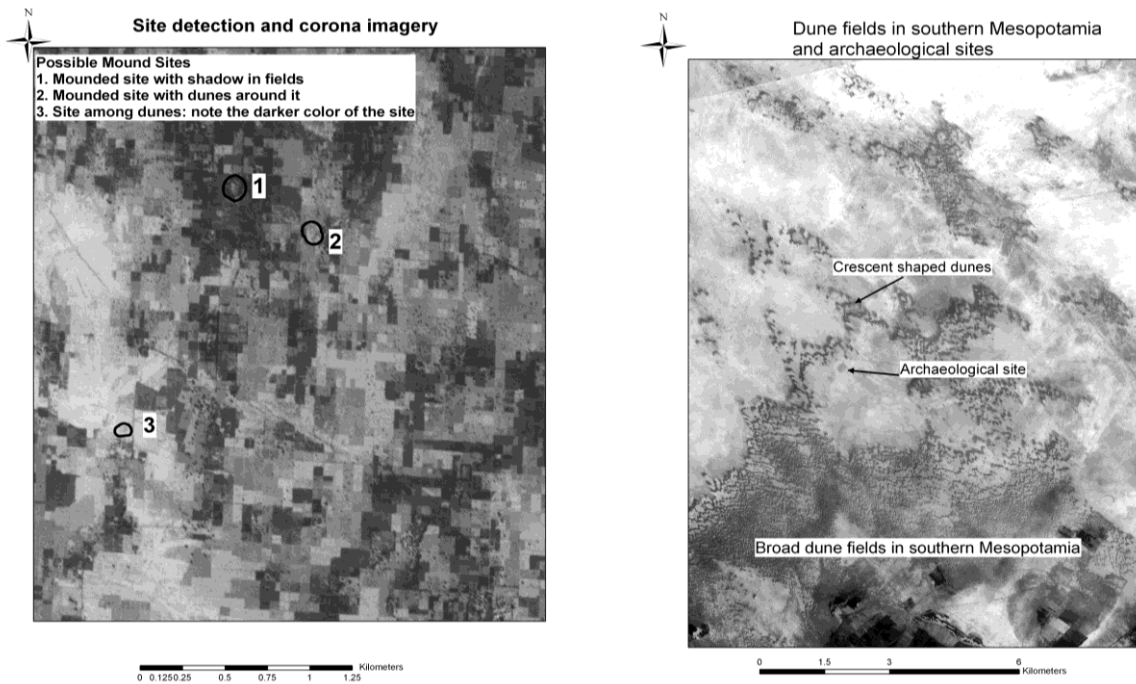 N
Site detection and corona imagery
Possible Mound Sites
1. Mounded site with shadow in fields
2. Mounded site with dunes around it
3. Site among dunes: note the darker color of the site
1
2
3
Kilometers
0 0.125 0.25 0.5 0.75 1 1.25
N
Dune fields in southern Mesopotamia
and archaeological sites
Crescent shaped dunes
Archaeological site
Broad dune fields in southern Mesopotamia
0 1.5 3 6
Kilometers